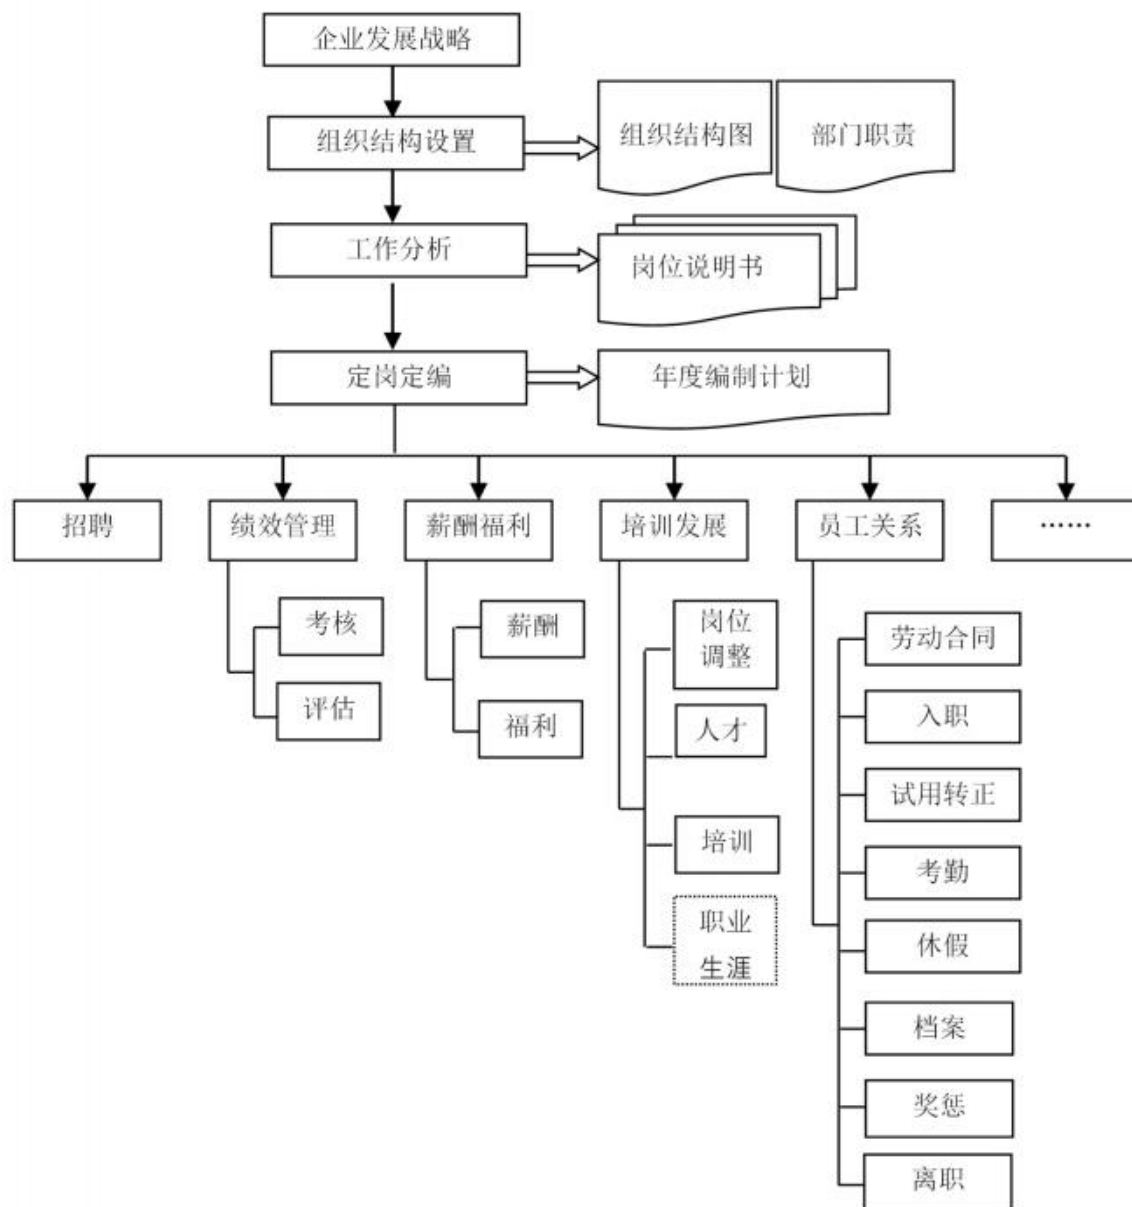 企业发展战略
组织结构设置
组织结构图
部门职责
工作分析
岗位说明书
定岗定编
年度编制计划
招聘
绩效管理
薪酬福利
培训发展
员工关系
……
考核
评估
薪酬
福利
岗位
调整
人才
培训
职业
生涯
劳动合同
入职
试用转正
考勤
休假
档案
奖惩
离职